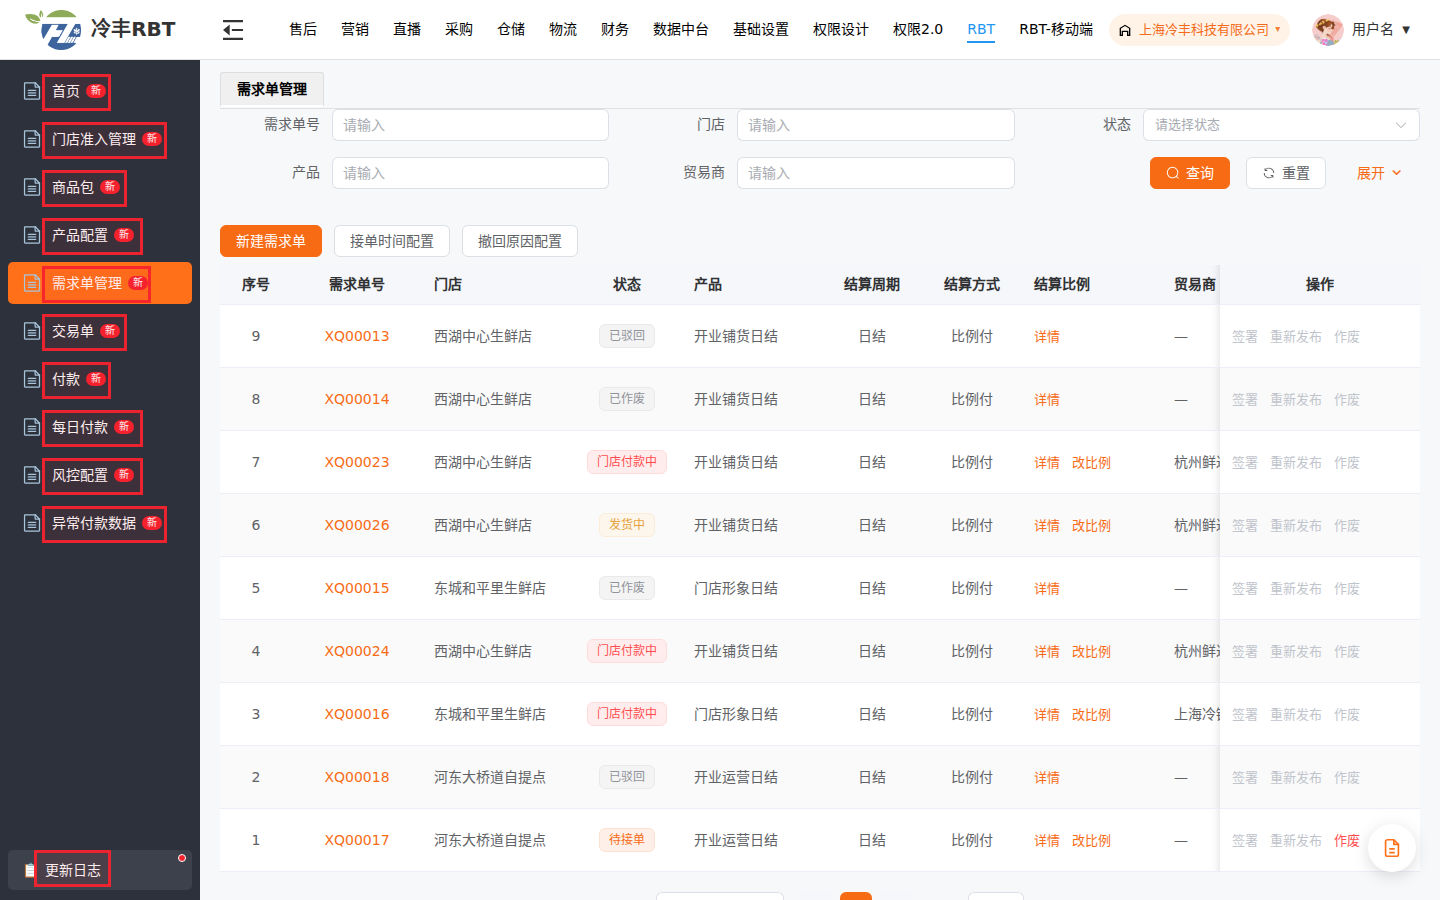 冷丰RBT
售后 营销 直播 采购 仓储 物流 财务 数据中台 基础设置 权限设计 权限2.0 RBT RBT-移动端 上海冷丰科技有限公司 ▾ 用户名 ▼
首页 新
门店准入管理 新
商品包 新
产品配置 新
需求单管理 新
交易单 新
付款 新
每日付款 新
风控配置 新
异常付款数据 新
更新日志
需求单管理
需求单号 请输入 门店 请输入 状态 请选择状态
产品 请输入 贸易商 请输入 查询 重置 展开
新建需求单 接单时间配置 撤回原因配置
序号 需求单号 门店 状态 产品 结算周期 结算方式 结算比例 贸易商 操作
9 XQ00013 西湖中心生鲜店 已驳回 开业铺货日结 日结 比例付 详情 — 签署 重新发布 作废
8 XQ00014 西湖中心生鲜店 已作废 开业铺货日结 日结 比例付 详情 — 签署 重新发布 作废
7 XQ00023 西湖中心生鲜店 门店付款中 开业铺货日结 日结 比例付 详情 改比例 杭州鲜 签署 重新发布 作废
6 XQ00026 西湖中心生鲜店 发货中 开业铺货日结 日结 比例付 详情 改比例 杭州鲜 签署 重新发布 作废
5 XQ00015 东城和平里生鲜店 已作废 门店形象日结 日结 比例付 详情 — 签署 重新发布 作废
4 XQ00024 西湖中心生鲜店 门店付款中 开业铺货日结 日结 比例付 详情 改比例 杭州鲜 签署 重新发布 作废
3 XQ00016 东城和平里生鲜店 门店付款中 门店形象日结 日结 比例付 详情 改比例 上海冷 签署 重新发布 作废
2 XQ00018 河东大桥道自提点 已驳回 开业运营日结 日结 比例付 详情 — 签署 重新发布 作废
1 XQ00017 河东大桥道自提点 待接单 开业运营日结 日结 比例付 详情 改比例 — 签署 重新发布 作废